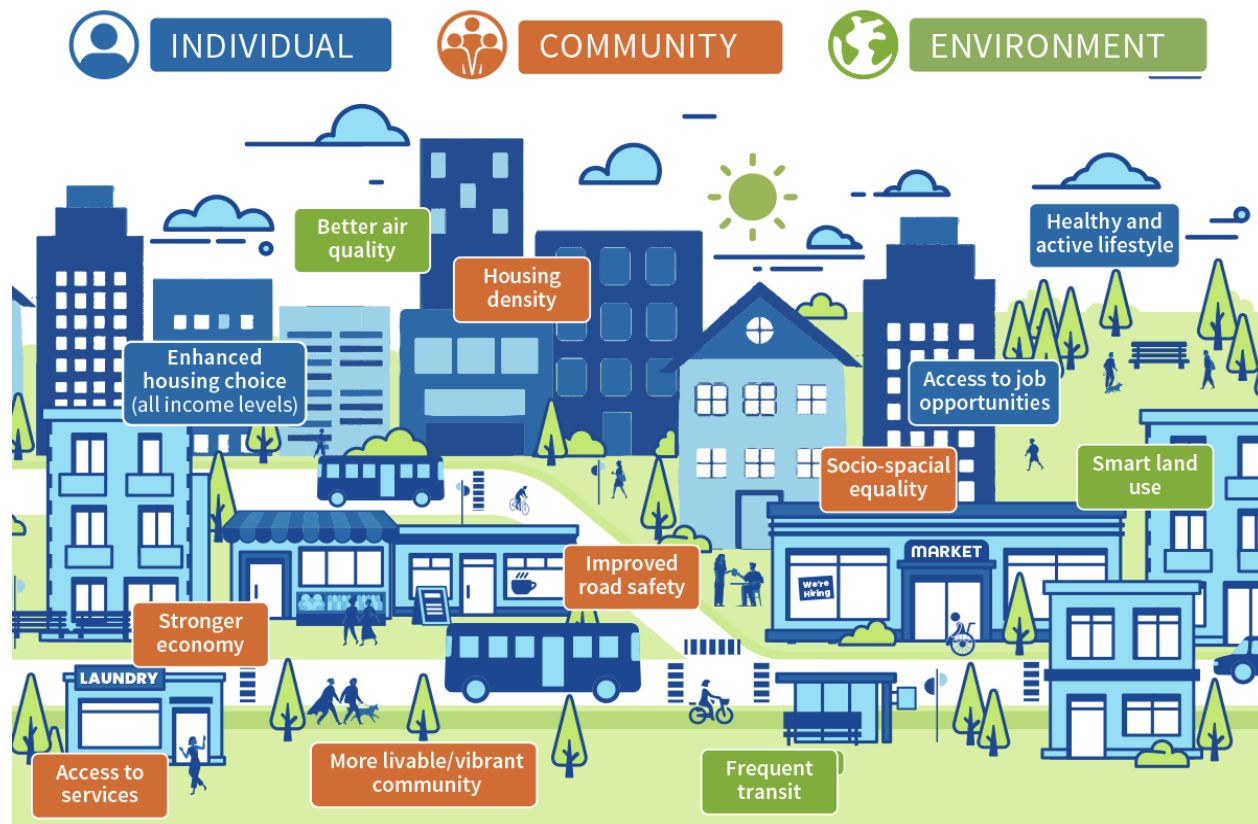 INDIVIDUAL
COMMUNITY
ENVIRONMENT
Better air
quality
Healthy and
active lifestyle
Housing
density
Enhanced
housing choice
(all income levels)
Access to job
opportunities
Socio-spacial
equality
Smart land
use
MARKET
We're
Hiring
Improved
road safety
Stronger
economy
LAUNDRY
More livable/vibrant
community
Frequent
transit
Access to
services